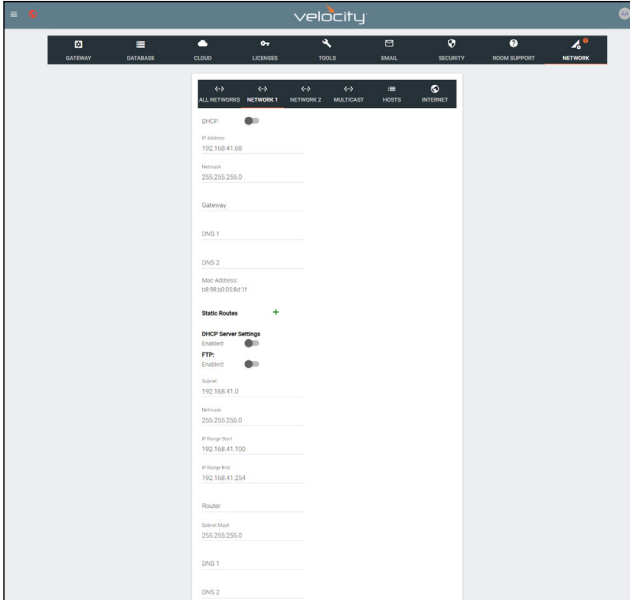 velocity
AA
GATEWAY DATABASE CLOUD LICENSES TOOLS EMAIL SECURITY ROOM SUPPORT NETWORK
ALL NETWORKS NETWORK 1 NETWORK 2 MULTICAST HOSTS INTERNET
DHCP:
IP Address
192.168.41.68
Netmask
255.255.255.0
Gateway
DNS 1
DNS 2
Mac Address:
b8:98:b0:05:8d:1f
Static Routes +
DHCP Server Settings
Enabled:
FTP:
Enabled:
Subnet
192.168.41.0
Netmask
255.255.255.0
IP Range Start
192.168.41.100
IP Range End
192.168.41.254
Router
Subnet Mask
255.255.255.0
DNS 1
DNS 2